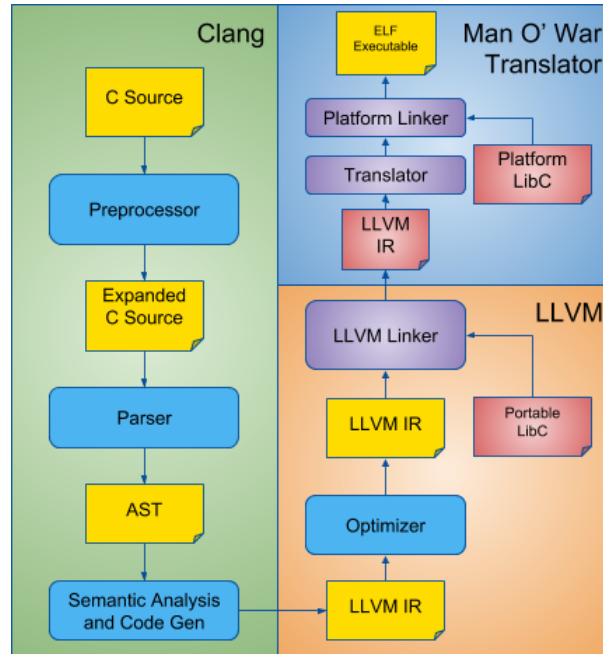 Clang
C Source
Preprocessor
Expanded
C Source
Parser
AST
Semantic Analysis
and Code Gen
Man O' War
Translator
ELF
Executable
Platform Linker
Platform
LibC
Translator
LLVM
IR
LLVM
LLVM Linker
Portable
LibC
LLVM IR
Optimizer
LLVM IR